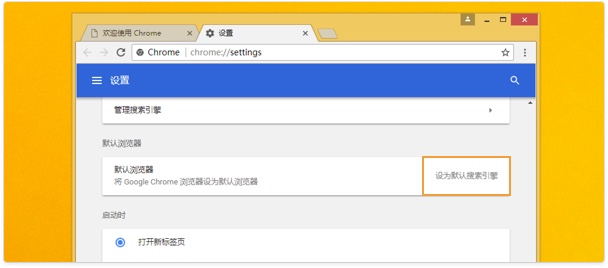 欢迎使用 Chrome
设置
Chrome
chrome://settings
设置
管理搜索引擎
默认浏览器
默认浏览器
将 Google Chrome 浏览器设为默认浏览器
设为默认搜索引擎
启动时
打开新标签页